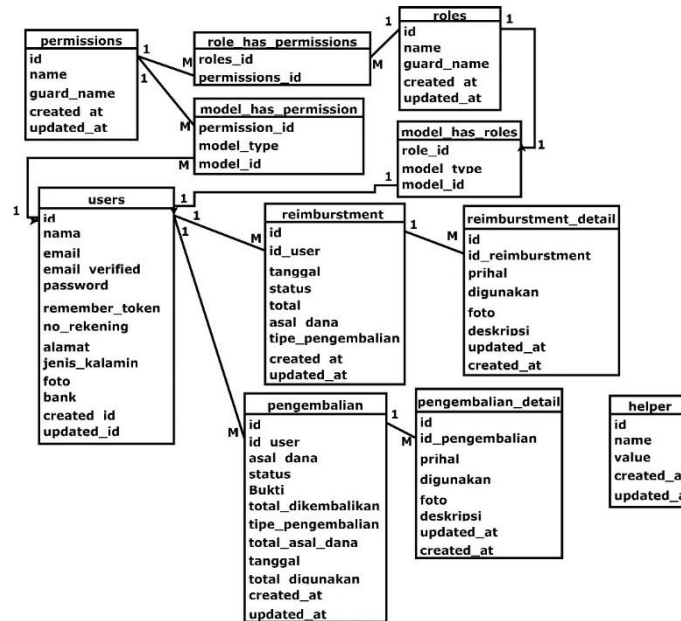 permissions
id
name
guard_name
created at
updated_at
1
1
M
M
role_has_permissions
roles_id
permissions_id
M
model_has_permission
permission_id
model_type
model_id
M
1
roles
id
name
guard_name
created_at
updated_at
1
1
model_has_roles
role_id
model type
model_id
1
1
users
id
nama
email
email verified
password
remember_token
no_rekening
alamat
jenis_kalamin
foto
bank
created id
updated_id
1
1
1
1
M
reimburstment
id
id_user
tanggal
status
total
asal dana
tipe_pengembalian
created at
updated_at
1
M
reimburstment_detail
id
id_reimburstment
prihal
digunakan
foto
deskripsi
updated_at
created_at
M
pengembalian
id
id user
asal dana
status
Bukti
total_dikembalikan
tipe_pengembalian
total_asal_dana
tanggal
total digunakan
created_at
updated_at
1
M
pengembalian_detail
id
id_pengembalian
prihal
digunakan
foto
deskripsi
updated_at
created_at
helper
id
name
value
created_a
updated_a